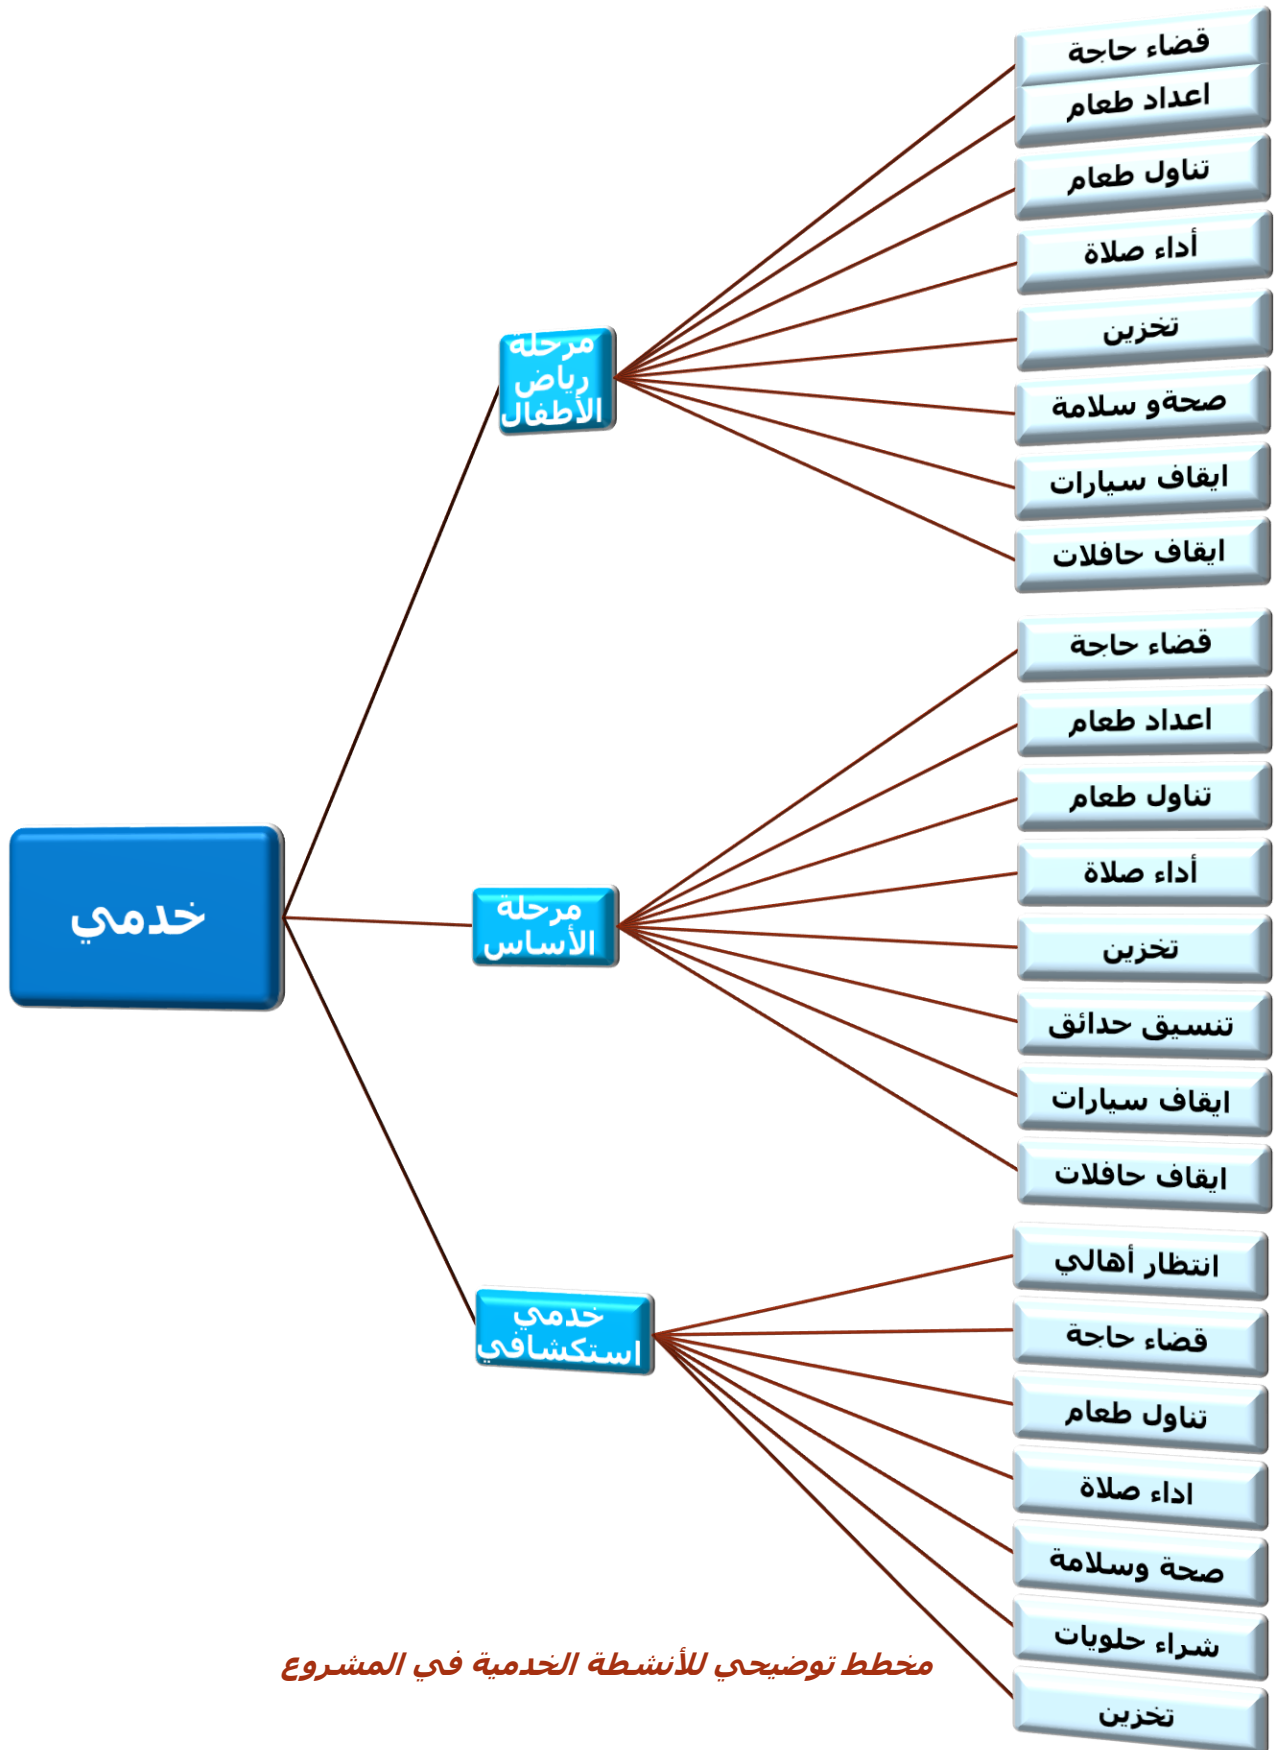 خدمي
مرحلة
رياض
الأطفال
قضاء حاجة
اعداد طعام
تناول طعام
أداء صلاة
تخزين
صحةو سلامة
ايقاف سيارات
ايقاف حافلات
مرحلة
الأساس
قضاء حاجة
اعداد طعام
تناول طعام
أداء صلاة
تخزين
تنسيق حدائق
ايقاف سيارات
ايقاف حافلات
خدمي
استكشافي
انتظار أهالي
قضاء حاجة
تناول طعام
اداء صلاة
صحة وسلامة
شراء حلويات
تخزين
مخطط توضيحي للأنشطة الخدمية في المشروع